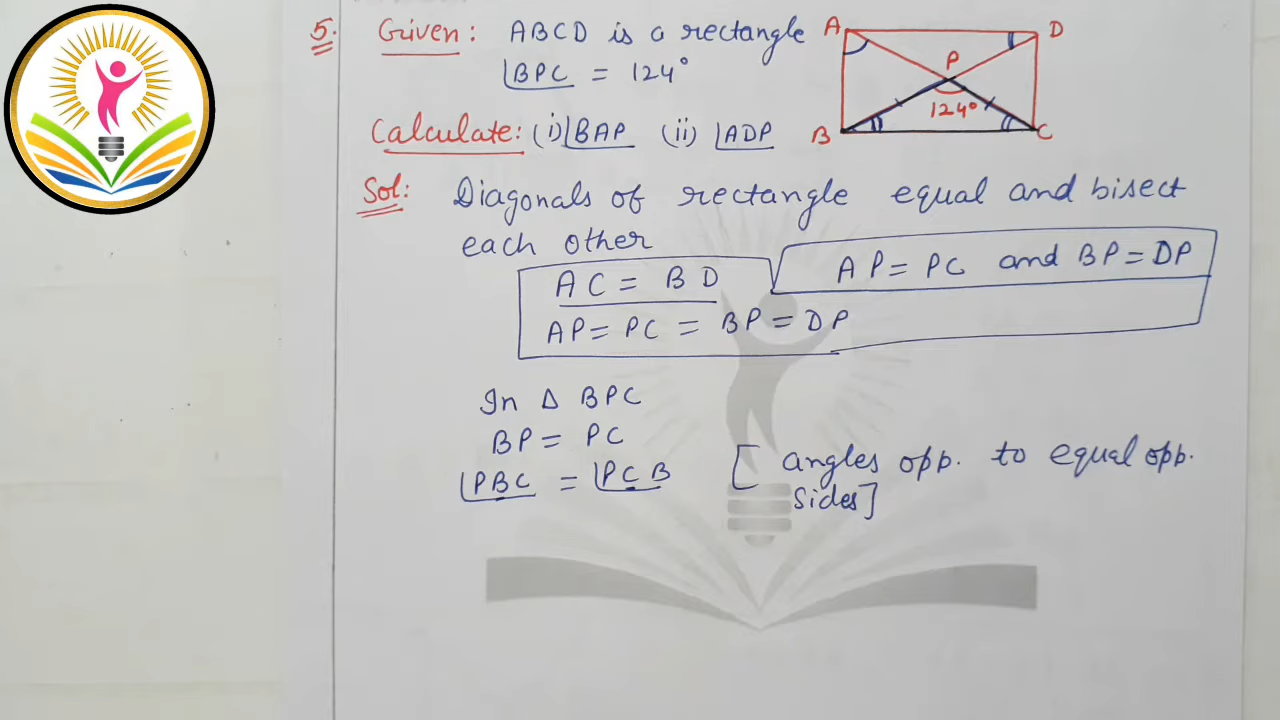 5. Given: ABCD is a rectangle
∠BPC = 124°
Calculate: (i) ∠BAP (ii) ∠ADP
A D
P
124°
B C
Sol: Diagonals of rectangle equal and bisect
each other
AC = BD AP = PC and BP = DP
AP = PC = BP = DP
In Δ BPC
BP = PC
∠PBC = ∠PCB [ angles opp. to equal opp.
sides]